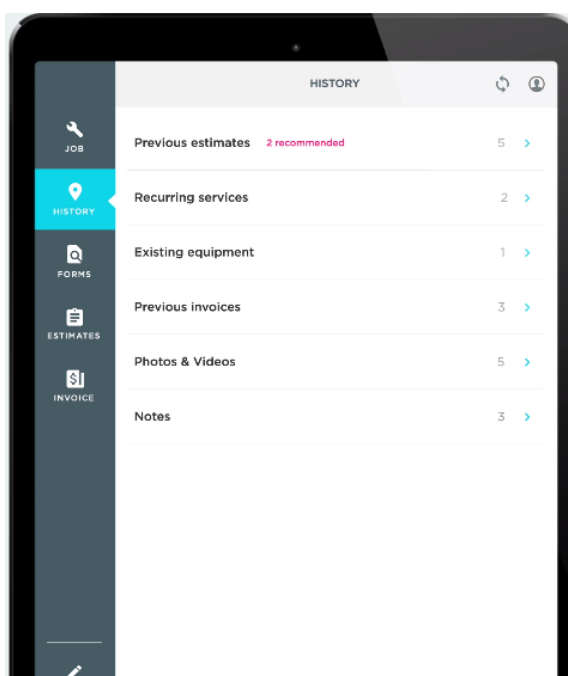 HISTORY
JOB
HISTORY
FORMS
ESTIMATES
INVOICE
Previous estimates 2 recommended 5
Recurring services 2
Existing equipment 1
Previous invoices 3
Photos & Videos 5
Notes 3